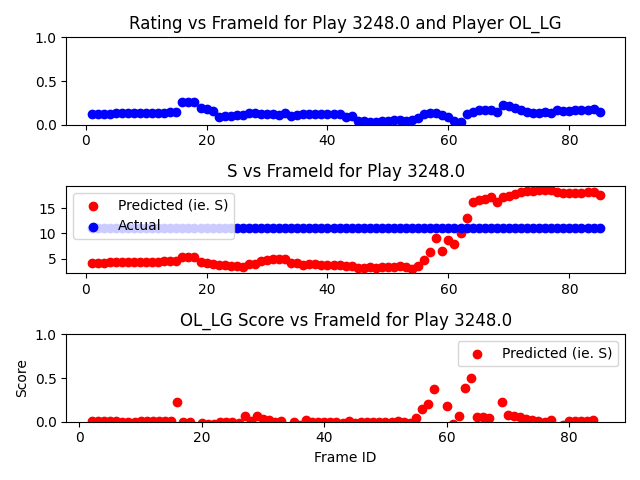 Rating vs FrameId for Play 3248.0 and Player OL_LG
1.0
0.5
0.0
0 20 40 60 80
S vs FrameId for Play 3248.0
15
10
5
Predicted (ie. S)
Actual
0 20 40 60 80
OL_LG Score vs FrameId for Play 3248.0
1.0
0.5
0.0
Score
Predicted (ie. S)
0 20 40 60 80
Frame ID